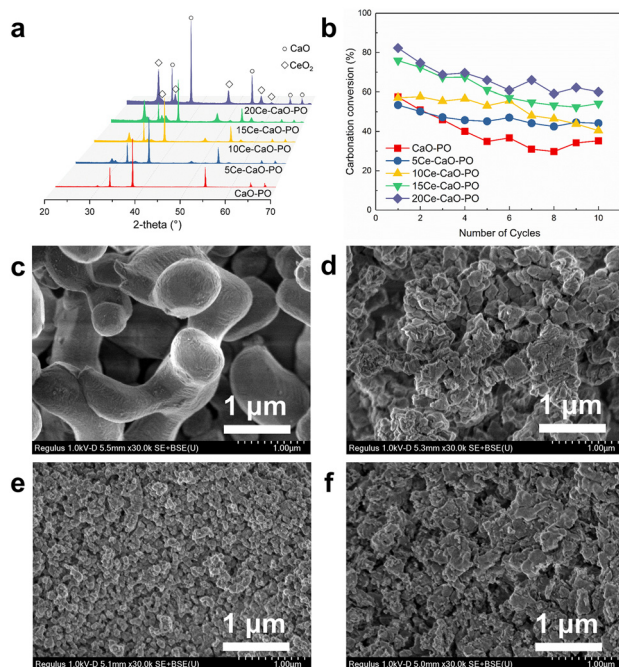 a
○ CaO
◇ CeO₂
20Ce-CaO-PO
15Ce-CaO-PO
10Ce-CaO-PO
5Ce-CaO-PO
CaO-PO
20 30 40 50 60 70
2-theta (°)
b
100
80
60
40
20
0
Carbonation conversion (%)
CaO-PO
5Ce-CaO-PO
10Ce-CaO-PO
15Ce-CaO-PO
20Ce-CaO-PO
0 2 4 6 8 10
Number of Cycles
c
1 μm
Regulus 1.0kV-D 5.5mm x30.0k SE+BSE(U) 1.00μm
d
1 μm
Regulus 1.0kV-D 5.3mm x30.0k SE+BSE(U) 1.00μm
e
1 μm
Regulus 1.0kV-D 5.1mm x30.0k SE+BSE(U) 1.00μm
f
1 μm
Regulus 1.0kV-D 5.0mm x30.0k SE+BSE(U) 1.00μm